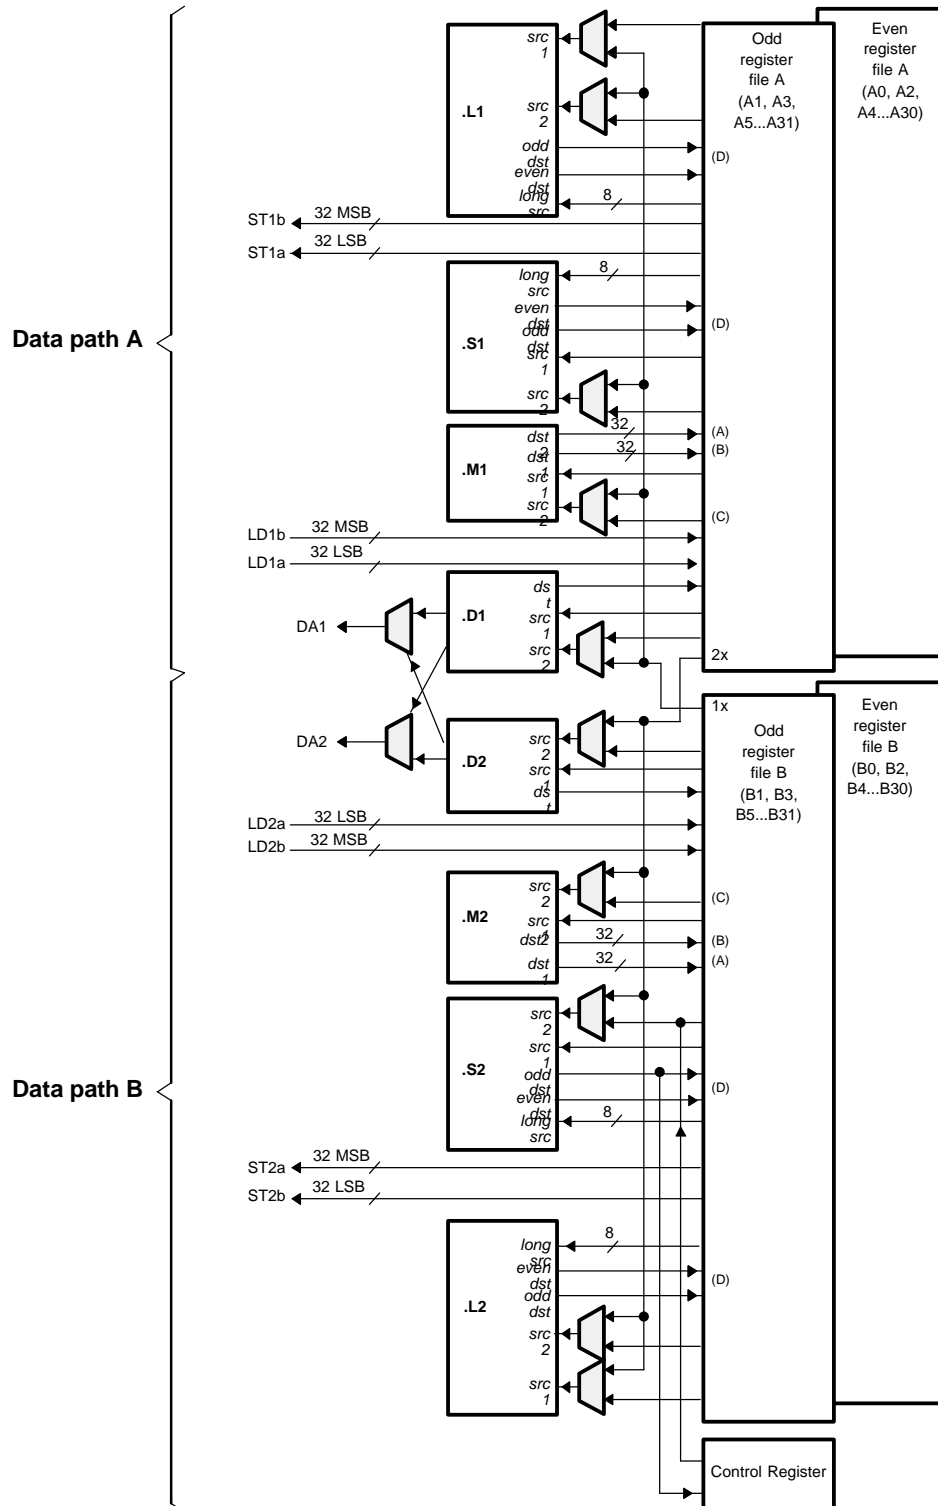 Even
register
file A
(A0, A2,
A4...A30)
Odd
register
file A
(A1, A3,
A5...A31)
src
1
.L1
src
2
odd
dst
(D)
even
dst
long
src
8
ST1b
32 MSB
ST1a
32 LSB
8
long
src
even
dst
(D)
odd
dst
Data path A
.S1
src
1
src
2
32
(A)
dst
2
32
(B)
dst
1
.M1
src
1
src
2
(C)
LD1b
32 MSB
LD1a
32 LSB
ds
t
.D1
src
1
DA1
src
2
2x
1x
Even
register
file B
(B0, B2,
B4...B30)
Odd
register
file B
(B1, B3,
B5...B31)
DA2
src
2
.D2
src
1
ds
t
LD2a
32 LSB
LD2b
32 MSB
src
2
(C)
.M2
src
1
dst2
32
(B)
dst
1
32
(A)
src
2
src
1
.S2
odd
dst
(D)
Data path B
even
dst
long
src
8
ST2a
32 MSB
ST2b
32 LSB
8
long
src
even
dst
(D)
odd
dst
.L2
src
2
src
1
Control Register